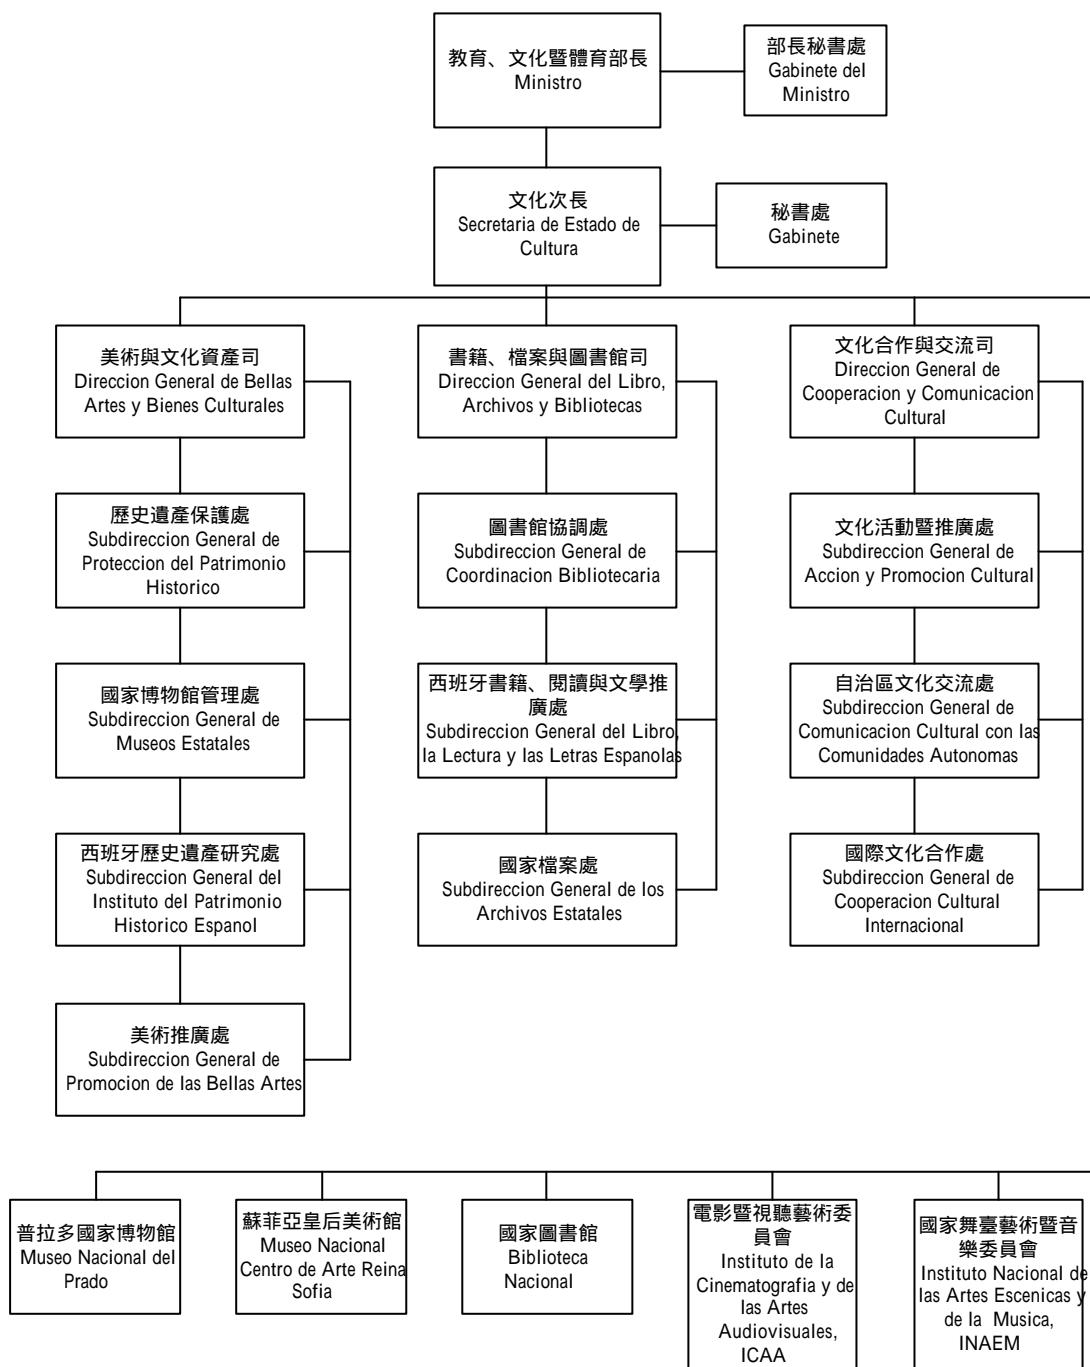 教育、文化暨體育部長
Ministro
部長秘書處
Gabinete del
Ministro
文化次長
Secretaria de Estado de
Cultura
秘書處
Gabinete
美術與文化資產司
Direccion General de Bellas
Artes y Bienes Culturales
書籍、檔案與圖書館司
Direccion General del Libro,
Archivos y Bibliotecas
文化合作與交流司
Direccion General de
Cooperacion y Comunicacion
Cultural
歷史遺產保護處
Subdireccion General de
Proteccion del Patrimonio
Historico
圖書館協調處
Subdireccion General de
Coordinacion Bibliotecaria
文化活動暨推廣處
Subdireccion General de
Accion y Promocion Cultural
國家博物館管理處
Subdireccion General de
Museos Estatales
西班牙書籍、閱讀與文學推
廣處
Subdireccion General del Libro,
la Lectura y las Letras Espanolas
自治區文化交流處
Subdireccion General de
Comunicacion Cultural con las
Comunidades Autonomas
西班牙歷史遺產研究處
Subdireccion General del
Instituto del Patrimonio
Historico Espanol
國家檔案處
Subdireccion General de los
Archivos Estatales
國際文化合作處
Subdireccion General de
Cooperacion Cultural
Internacional
美術推廣處
Subdireccion General de
Promocion de las Bellas Artes
普拉多國家博物館
Museo Nacional del
Prado
蘇菲亞皇后美術館
Museo Nacional
Centro de Arte Reina
Sofia
國家圖書館
Biblioteca
Nacional
電影暨視聽藝術委
員會
Instituto de la
Cinematografia y de
las Artes
Audiovisuales,
ICAA
國家舞臺藝術暨音
樂委員會
Instituto Nacional de
las Artes Escenicas y
de la Musica,
INAEM